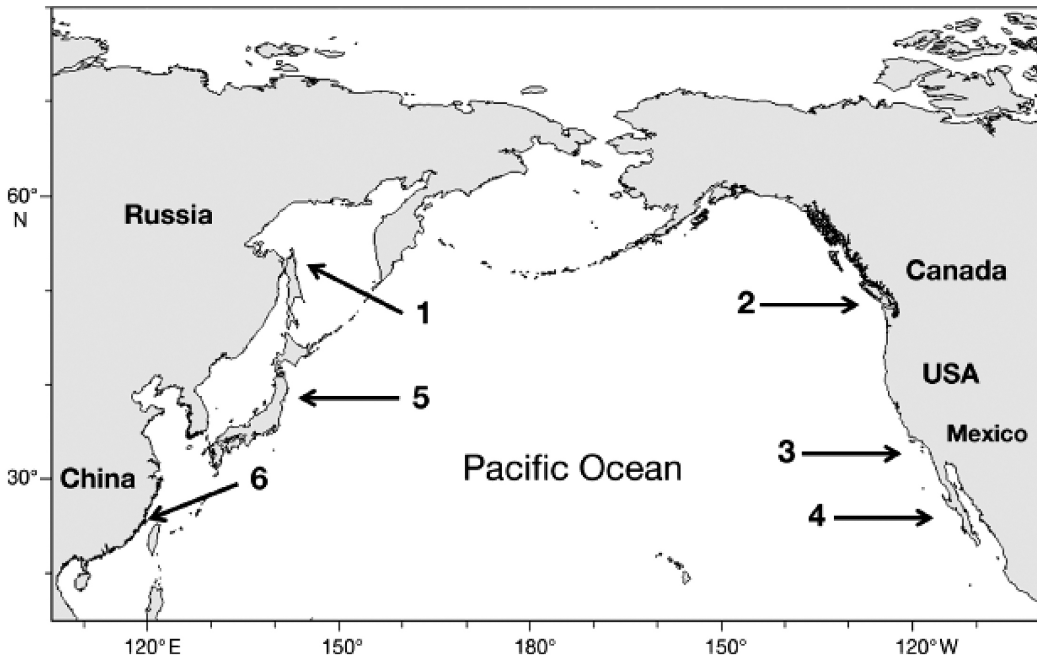 60°
N
Russia
Canada
1
2
USA
5
Mexico
3
Pacific Ocean
30°
China
6
4
120°E
150°
180°
150°
120°W